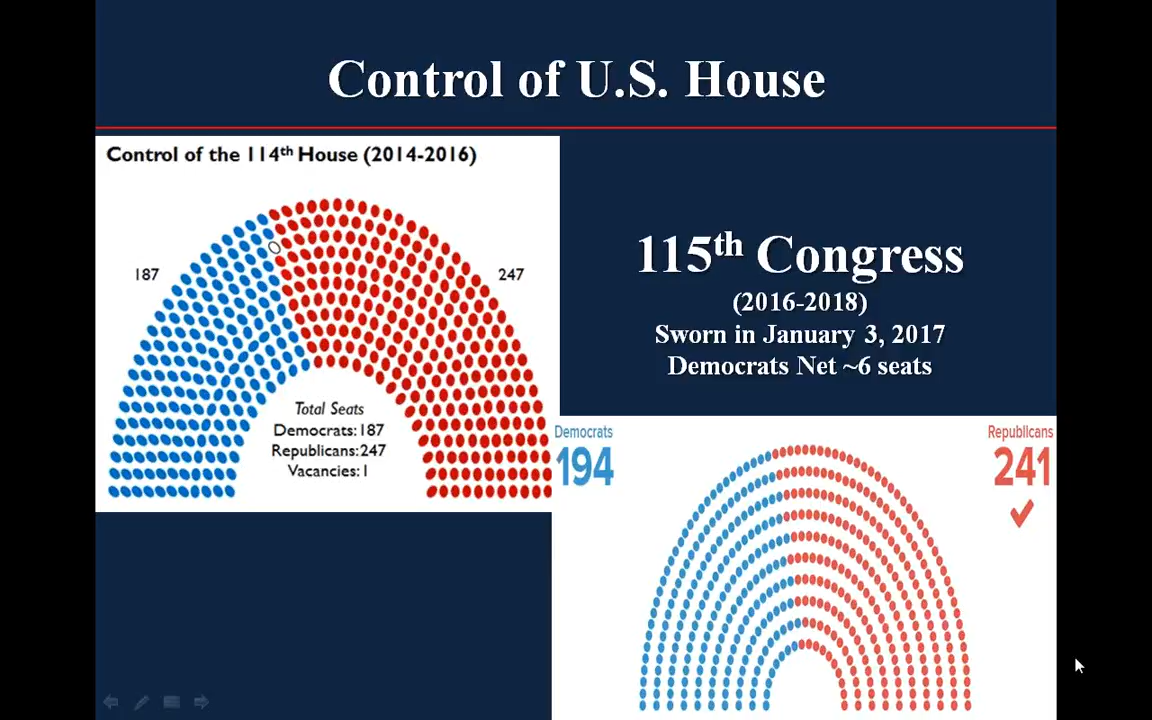 Control of U.S. House
Control of the 114th House (2014-2016)
187
247
Total Seats
Democrats:187
Republicans:247
Vacancies:1
115th Congress
(2016-2018)
Sworn in January 3, 2017
Democrats Net ~6 seats
Democrats
194
Republicans
241